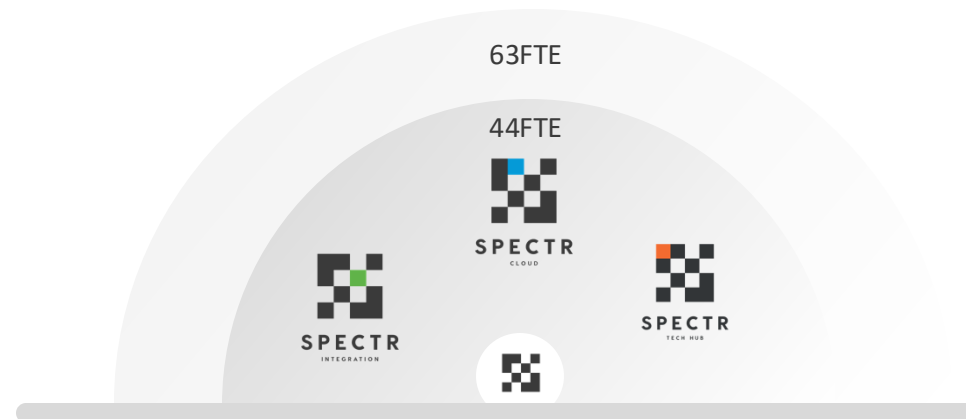 63FTE
44FTE
SPECTR
CLOUD
SPECTR
INTEGRATION
SPECTR
TECH HUB